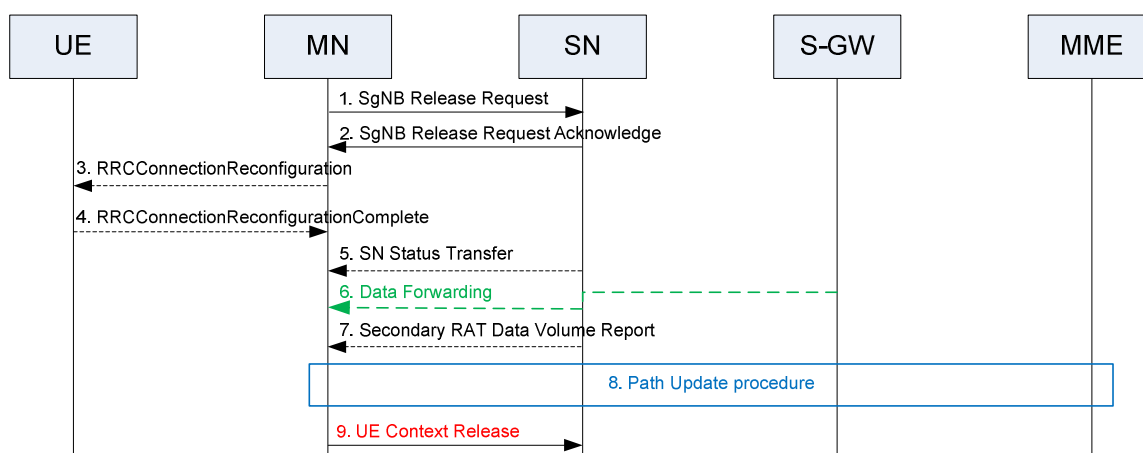 UE
MN
SN
S-GW
MME
1. SgNB Release Request
2. SgNB Release Request Acknowledge
3. RRCConnectionReconfiguration
4. RRCConnectionReconfigurationComplete
5. SN Status Transfer
6. Data Forwarding
7. Secondary RAT Data Volume Report
8. Path Update procedure
9. UE Context Release